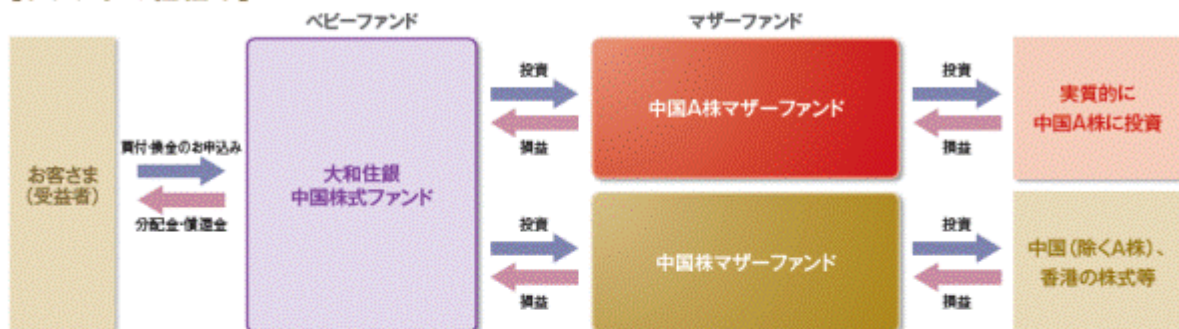 ベビーファンド
マザーファンド
お客さま
（受益者）
買付・換金のお申込み
分配金・償還金
大和住銀
中国株式ファンド
投資
損益
中国A株マザーファンド
投資
損益
実質的に
中国A株に投資
投資
損益
中国株マザーファンド
投資
損益
中国（除くA株）、
香港の株式等